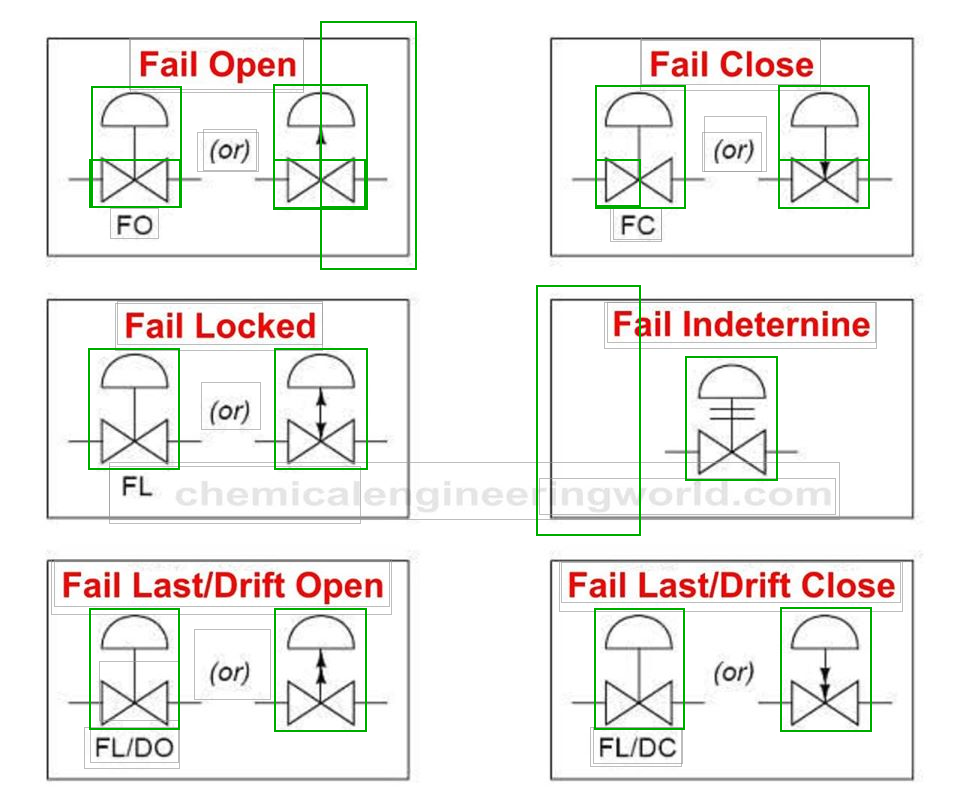 Fail Open
(or)
FO
Fail Close
(or)
FC
Fail Locked
(or)
FL
Fail Indeternine
chemicalengineeringworld.com
Fail Last/Drift Open
(or)
FL/DO
Fail Last/Drift Close
(or)
FL/DC